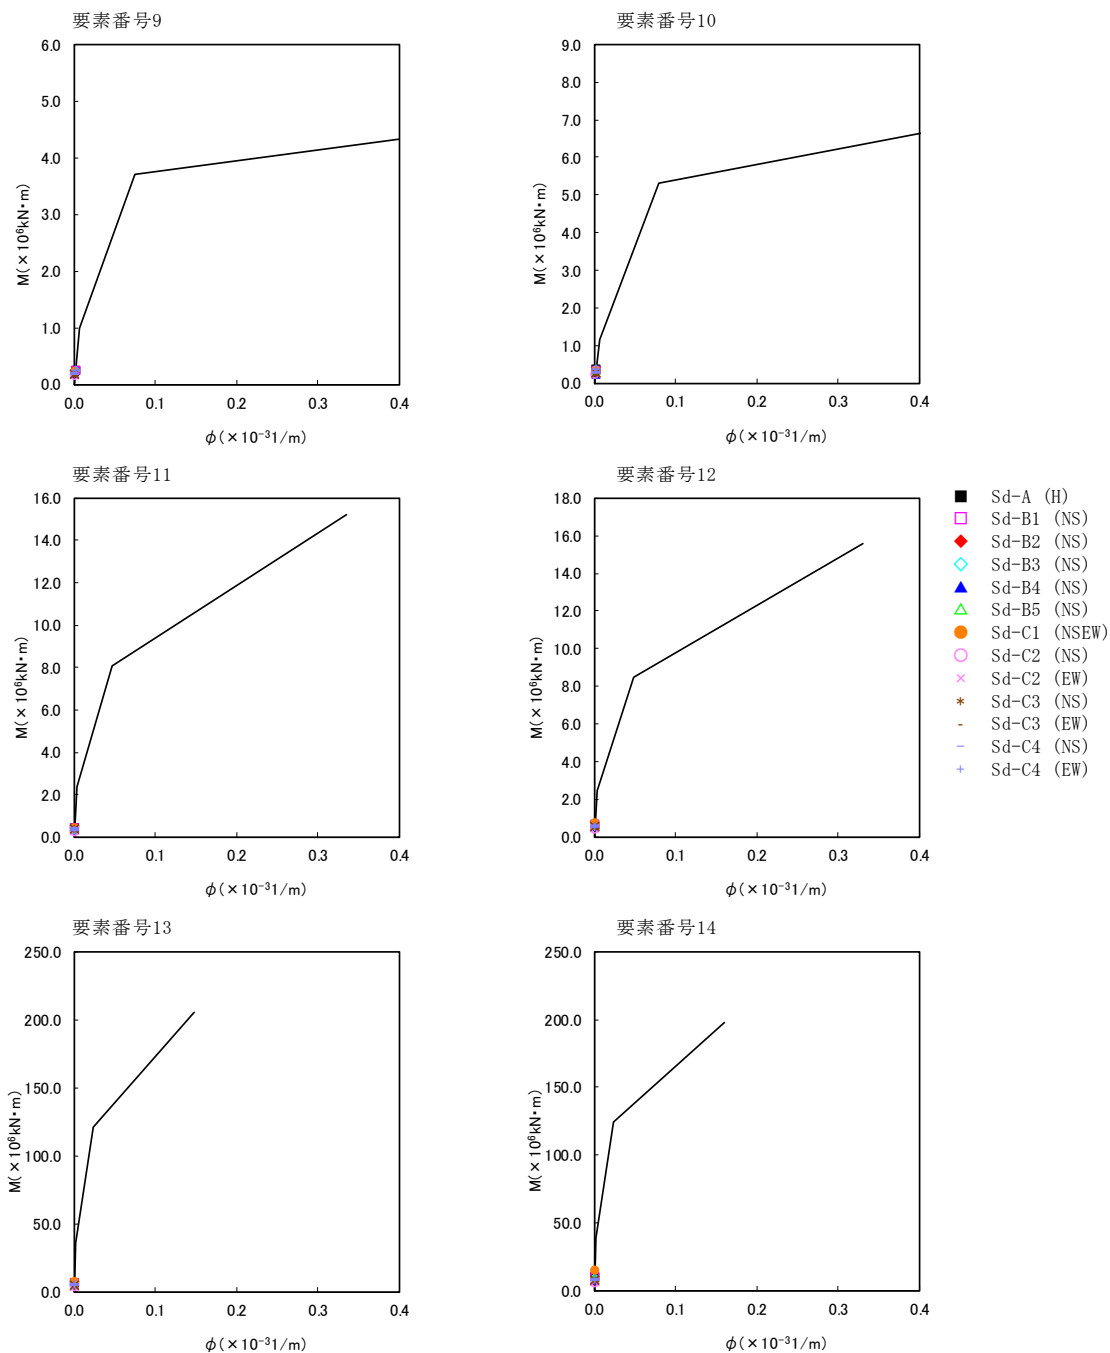 要素番号9
6.0
5.0
4.0
3.0
2.0
1.0
0.0
M(×10⁶kN・m)
0.0 0.1 0.2 0.3 0.4
φ(×10⁻³1/m)
要素番号10
9.0
8.0
7.0
6.0
5.0
4.0
3.0
2.0
1.0
0.0
M(×10⁶kN・m)
0.0 0.1 0.2 0.3 0.4
φ(×10⁻³1/m)
要素番号11
16.0
14.0
12.0
10.0
8.0
6.0
4.0
2.0
0.0
M(×10⁶kN・m)
0.0 0.1 0.2 0.3 0.4
φ(×10⁻³1/m)
要素番号12
18.0
16.0
14.0
12.0
10.0
8.0
6.0
4.0
2.0
0.0
M(×10⁶kN・m)
0.0 0.1 0.2 0.3 0.4
φ(×10⁻³1/m)
Sd-A (H)
Sd-B1 (NS)
Sd-B2 (NS)
Sd-B3 (NS)
Sd-B4 (NS)
Sd-B5 (NS)
Sd-C1 (NSEW)
Sd-C2 (NS)
Sd-C2 (EW)
Sd-C3 (NS)
Sd-C3 (EW)
Sd-C4 (NS)
Sd-C4 (EW)
要素番号13
250.0
200.0
150.0
100.0
50.0
0.0
M(×10⁶kN・m)
0.0 0.1 0.2 0.3 0.4
φ(×10⁻³1/m)
要素番号14
250.0
200.0
150.0
100.0
50.0
0.0
M(×10⁶kN・m)
0.0 0.1 0.2 0.3 0.4
φ(×10⁻³1/m)